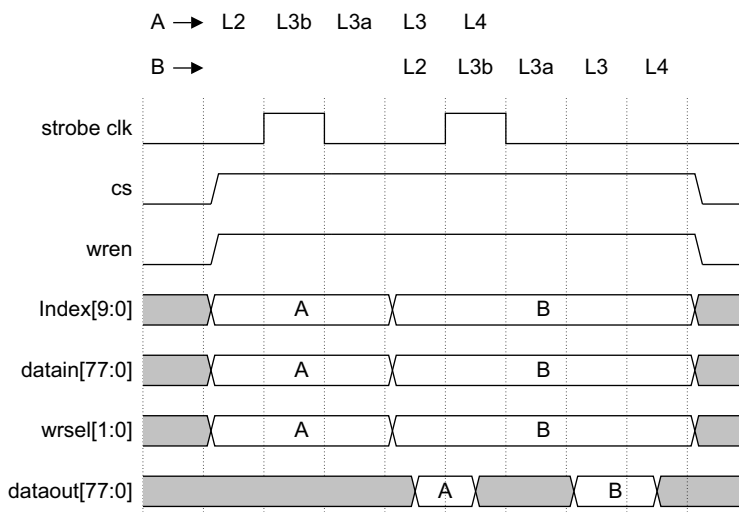 A → L2 L3b L3a L3 L4
B → L2 L3b L3a L3 L4
strobe clk
cs
wren
Index[9:0] A B
datain[77:0] A B
wrsel[1:0] A B
dataout[77:0] A B